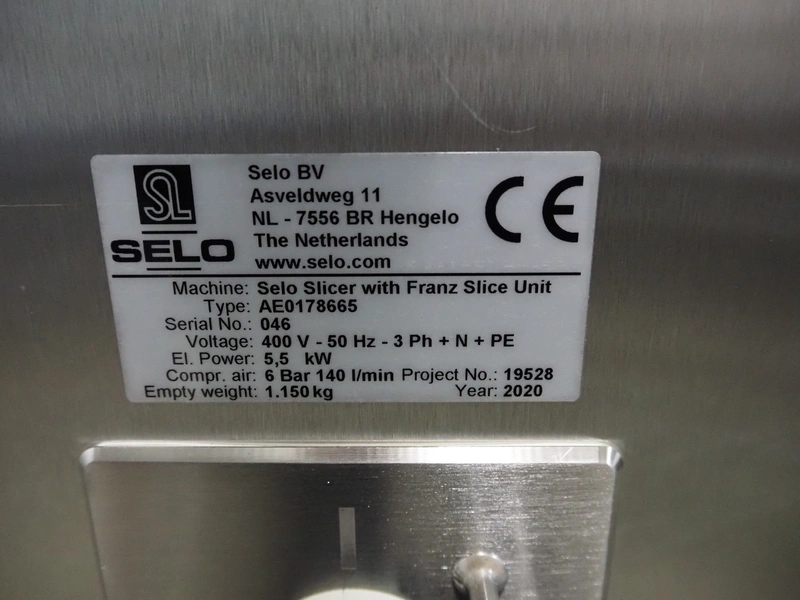 SL
SELO
Selo BV
Asveldweg 11
NL - 7556 BR Hengelo
The Netherlands
www.selo.com
CE
Machine: Selo Slicer with Franz Slice Unit
Type: AE0178665
Serial No.: 046
Voltage: 400 V - 50 Hz - 3 Ph + N + PE
El. Power: 5,5 kW
Compr. air: 6 Bar 140 l/min Project No.: 19528
Empty weight: 1.150 kg Year: 2020